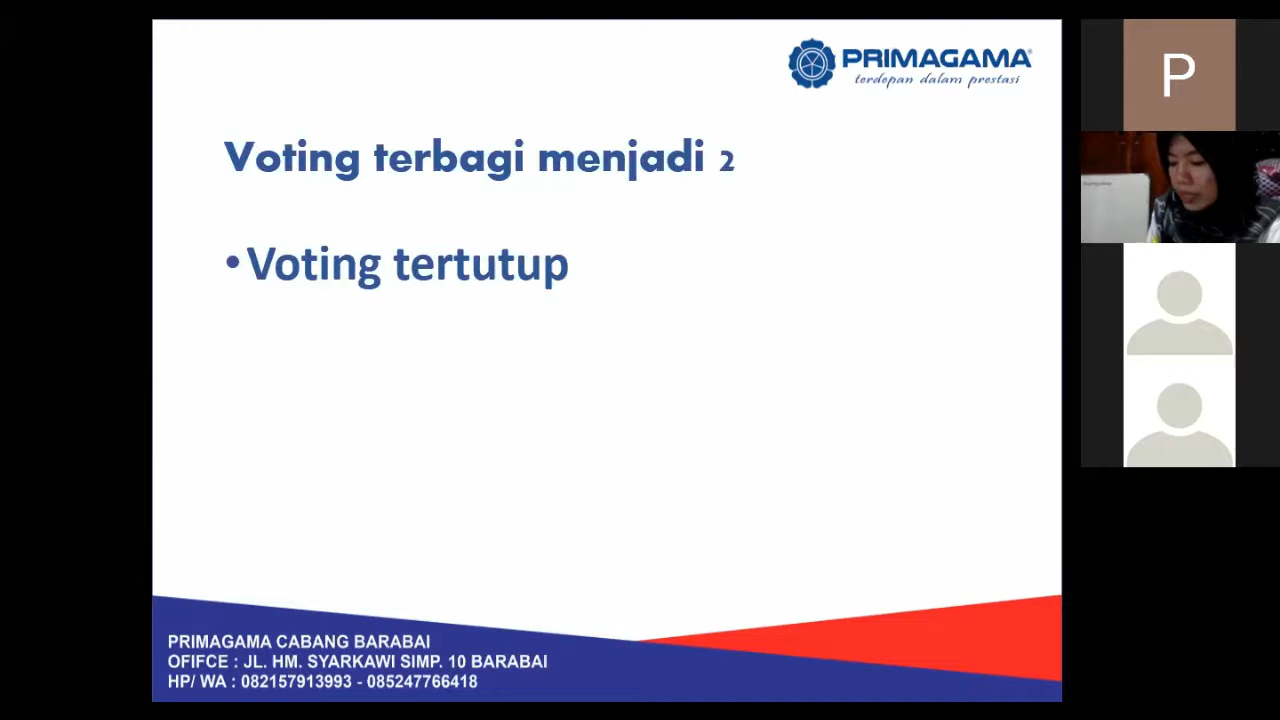 PRIMAGAMA®
terdepan dalam prestasi
P
Voting terbagi menjadi 2
•Voting tertutup
PRIMAGAMA CABANG BARABAI
OFIFCE : JL. HM. SYARKAWI SIMP. 10 BARABAI
HP/ WA : 082157913993 - 085247766418